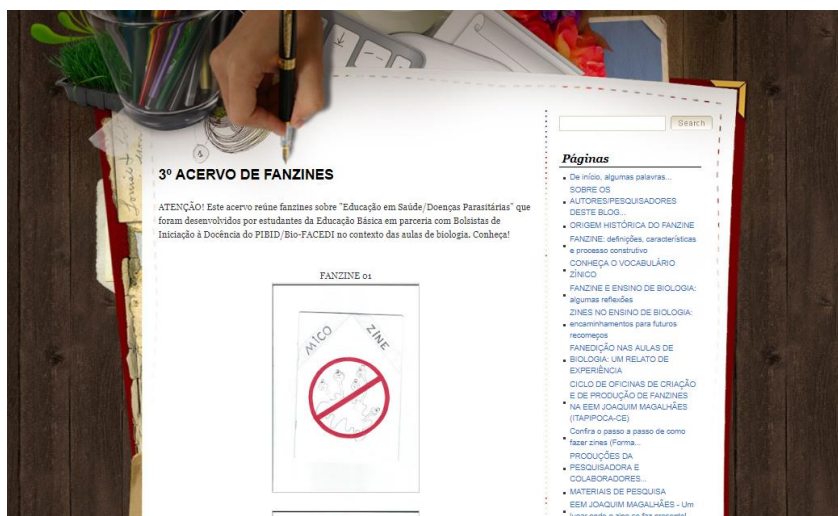 3º ACERVO DE FANZINES
ATENÇÃO! Este acervo reúne fanzines sobre "Educação em Saúde/Doenças Parasitárias" que
foram desenvolvidos por estudantes da Educação Básica em parceria com Bolsistas de
Iniciação à Docência do PIBID/Bio-FACEDI no contexto das aulas de biologia. Conheça!
FANZINE 01
MICO
ZINE
Search
Páginas
De início, algumas palavras...
SOBRE OS
AUTORES/PESQUISADORES
DESTE BLOG...
ORIGEM HISTÓRICA DO FANZINE
FANZINE: definições, características
e processo construtivo
CONHEÇA O VOCABULÁRIO
ZÍNICO
FANZINE E ENSINO DE BIOLOGIA:
algumas reflexões
ZINES NO ENSINO DE BIOLOGIA:
encaminhamentos para futuros
recomeços
FANEDIÇÃO NAS AULAS DE
BIOLOGIA: UM RELATO DE
EXPERIÊNCIA
CICLO DE OFICINAS DE CRIAÇÃO
E DE PRODUÇÃO DE FANZINES
NA EEM JOAQUIM MAGALHÃES
(ITAPIPOCA-CE)
Confira o passo a passo de como
fazer zines (Forma...
PRODUÇÕES DA
PESQUISADORA E
COLABORADORES...
MATERIAIS DE PESQUISA
EEM JOAQUIM MAGALHÃES - Um
lugar onde o zine se faz presente!